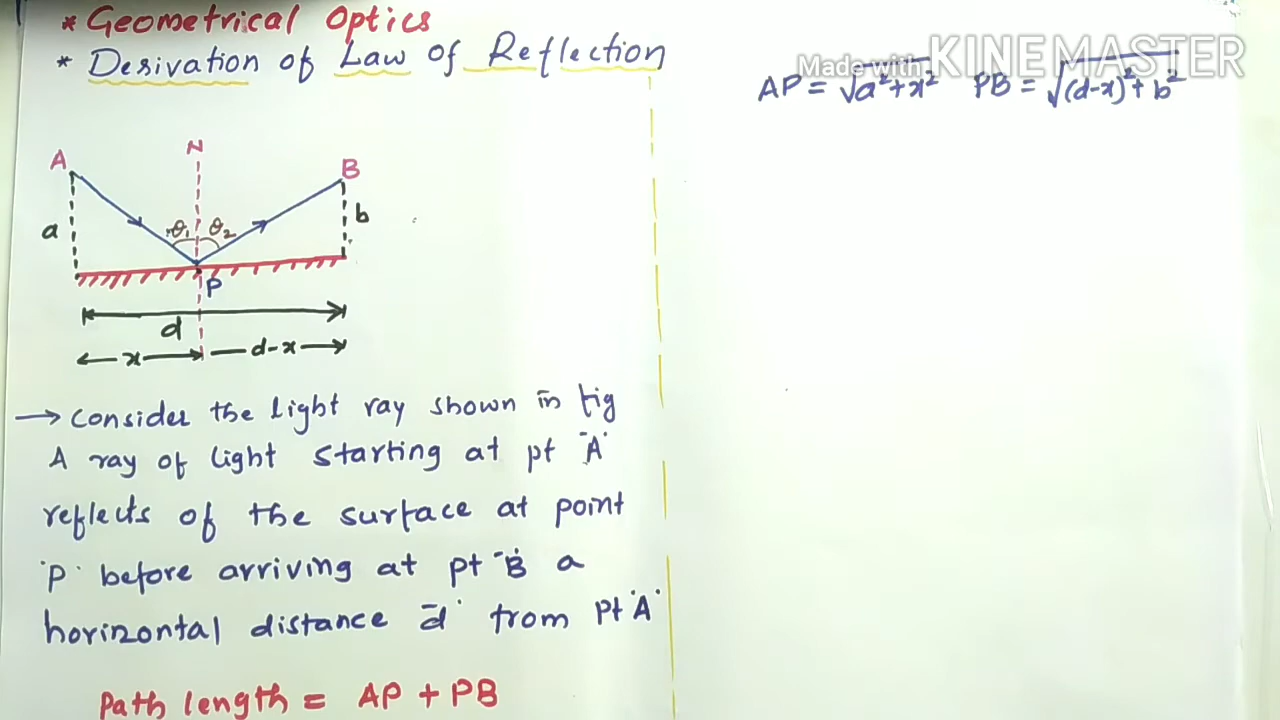 * Geometrical Optics
* Desivation of Law of Reflection
Made with KINEMASTER
AP = √a²+x² PB = √(d-x)²+b²
A N B
a θ₁ θ₂ b
P
d
x d-x
→ Consider the light ray shown in fig
A ray of light starting at pt 'A'
reflects of the surface at point
'P' before arriving at pt 'B' a
horizontal distance 'd' from pt 'A'
Path length = AP + PB